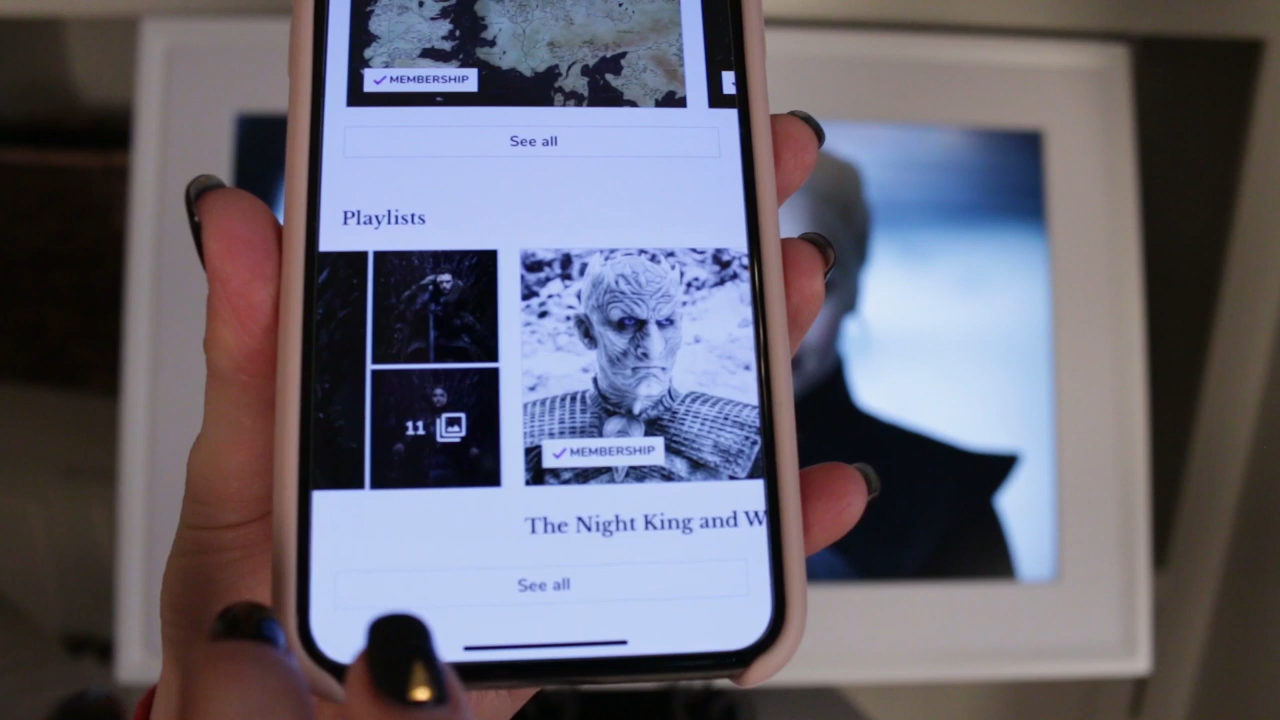 MEMBERSHIP
See all
Playlists
11
MEMBERSHIP
The Night King and W
See all